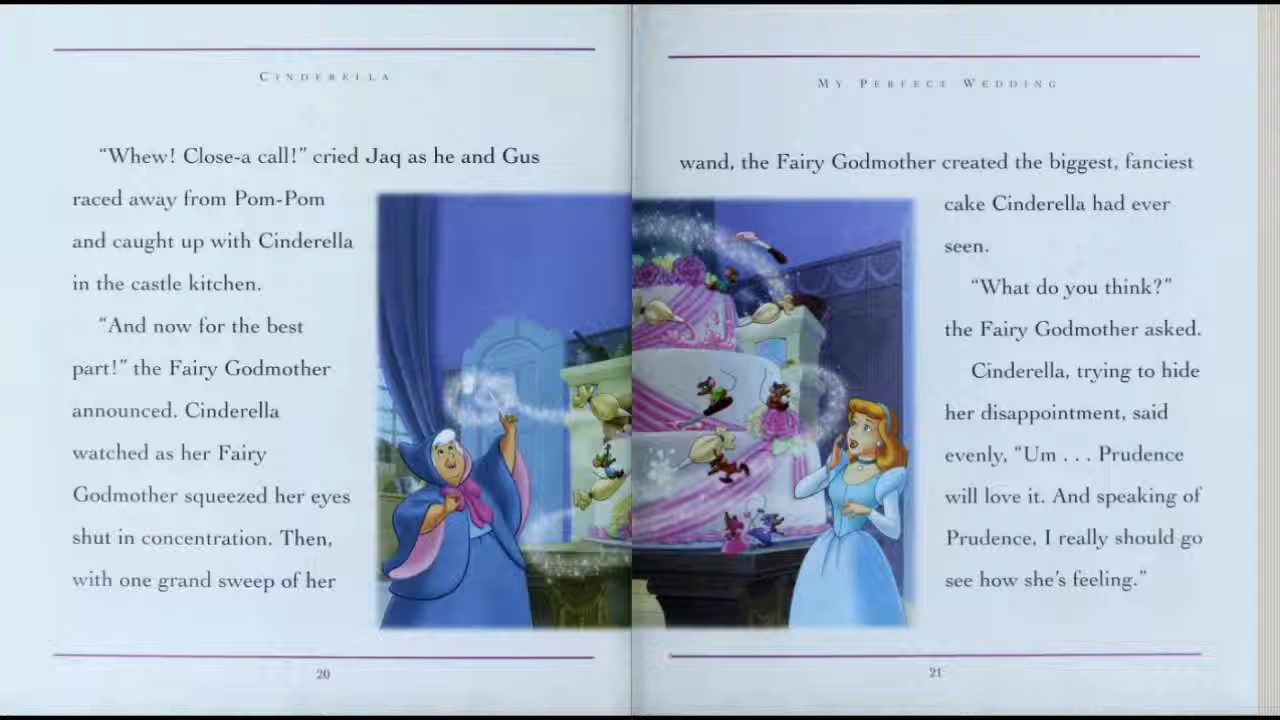 CINDERELLA
“Whew! Close-a call!” cried Jaq as he and Gus
raced away from Pom-Pom
and caught up with Cinderella
in the castle kitchen.
“And now for the best
part!” the Fairy Godmother
announced. Cinderella
watched as her Fairy
Godmother squeezed her eyes
shut in concentration. Then,
with one grand sweep of her
20
MY PERFECT WEDDING
wand, the Fairy Godmother created the biggest, fanciest
cake Cinderella had ever
seen.
“What do you think?”
the Fairy Godmother asked.
Cinderella, trying to hide
her disappointment, said
evenly, “Um . . . Prudence
will love it. And speaking of
Prudence, I really should go
see how she’s feeling.”
21